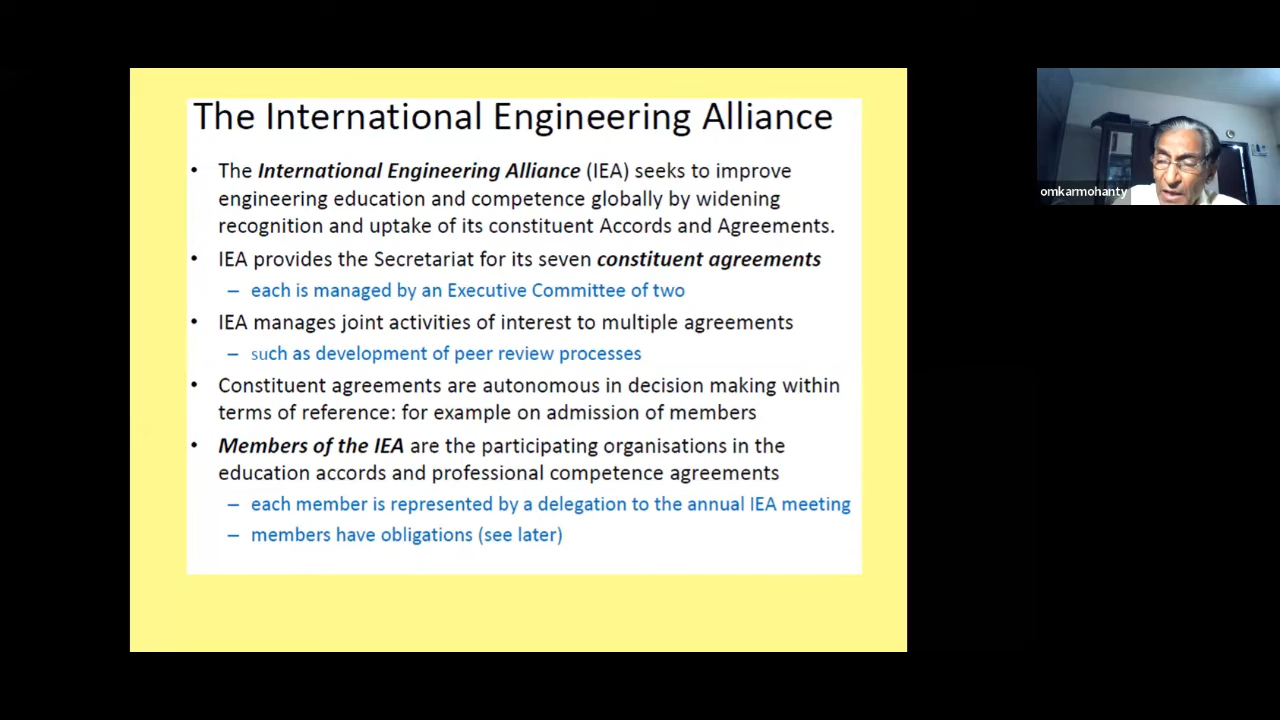 The International Engineering Alliance
• The International Engineering Alliance (IEA) seeks to improve
engineering education and competence globally by widening
recognition and uptake of its constituent Accords and Agreements.
• IEA provides the Secretariat for its seven constituent agreements
– each is managed by an Executive Committee of two
• IEA manages joint activities of interest to multiple agreements
– such as development of peer review processes
• Constituent agreements are autonomous in decision making within
terms of reference: for example on admission of members
• Members of the IEA are the participating organisations in the
education accords and professional competence agreements
– each member is represented by a delegation to the annual IEA meeting
– members have obligations (see later)
omkarmohanty